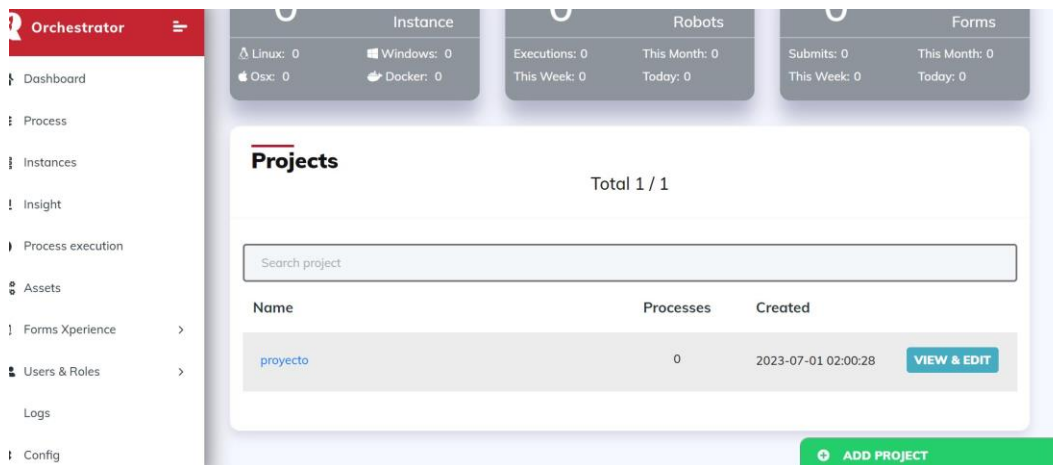 Orchestrator
Dashboard
Process
Instances
Insight
Process execution
Assets
Forms Xperience
Users & Roles
Logs
Config
Instance
Linux: 0 Windows: 0
Osx: 0 Docker: 0
Robots
Executions: 0 This Month: 0
This Week: 0 Today: 0
Forms
Submits: 0 This Month: 0
This Week: 0 Today: 0
Projects
Total 1 / 1
Search project
Name Processes Created
proyecto 0 2023-07-01 02:00:28 VIEW & EDIT
ADD PROJECT